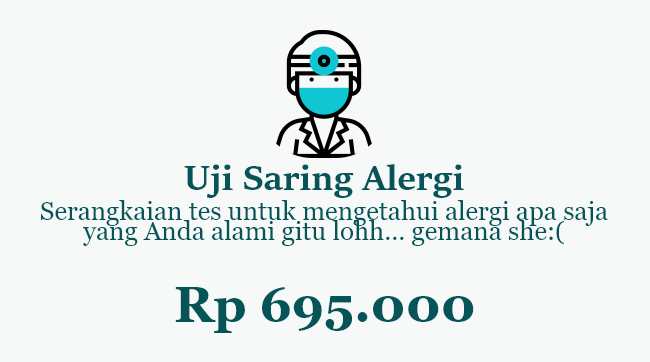 Uji Saring Alergi
Serangkaian tes untuk mengetahui alergi apa saja
yang Anda alami gitu lohh... gemana she:(
Rp 695.000